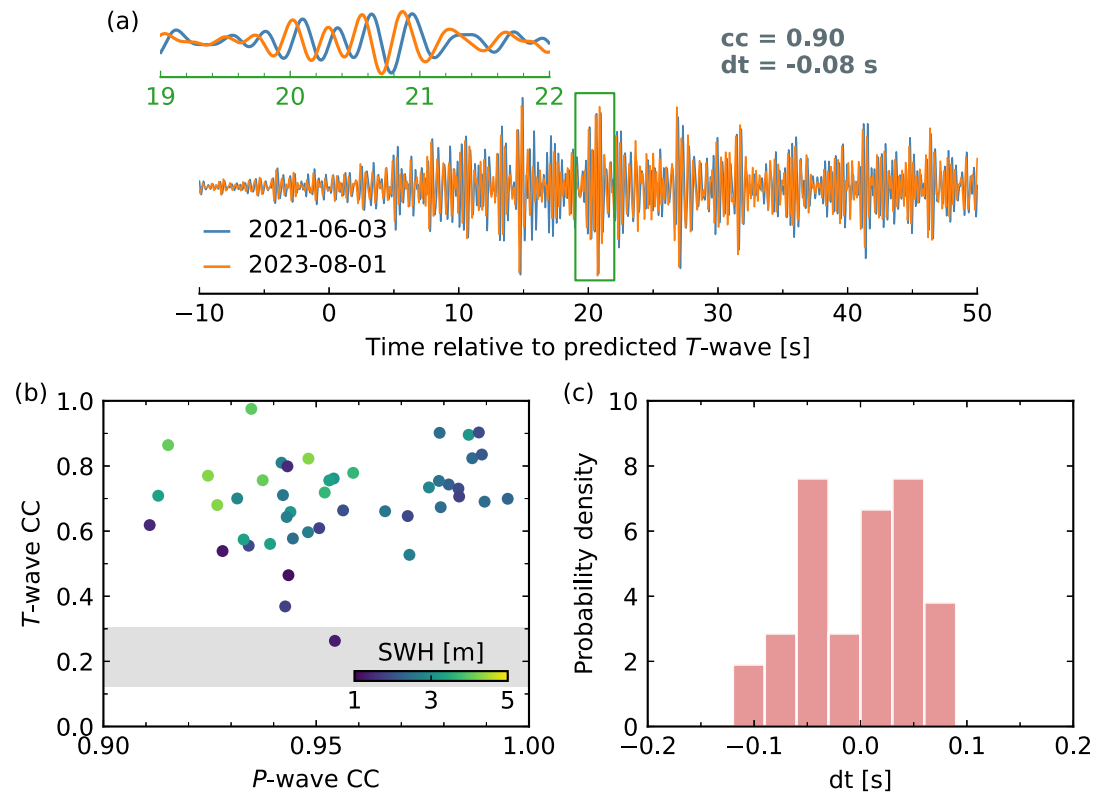 (a)
cc = 0.90
dt = -0.08 s
19 20 21 22
2021-06-03
2023-08-01
−10 0 10 20 30 40 50
Time relative to predicted T-wave [s]
(b)
1.0
0.8
0.6
0.4
0.2
0.0
T-wave CC
SWH [m]
1 3 5
0.90 0.95 1.00
P-wave CC
(c)
10
8
6
4
2
0
Probability density
−0.2 −0.1 0.0 0.1 0.2
dt [s]